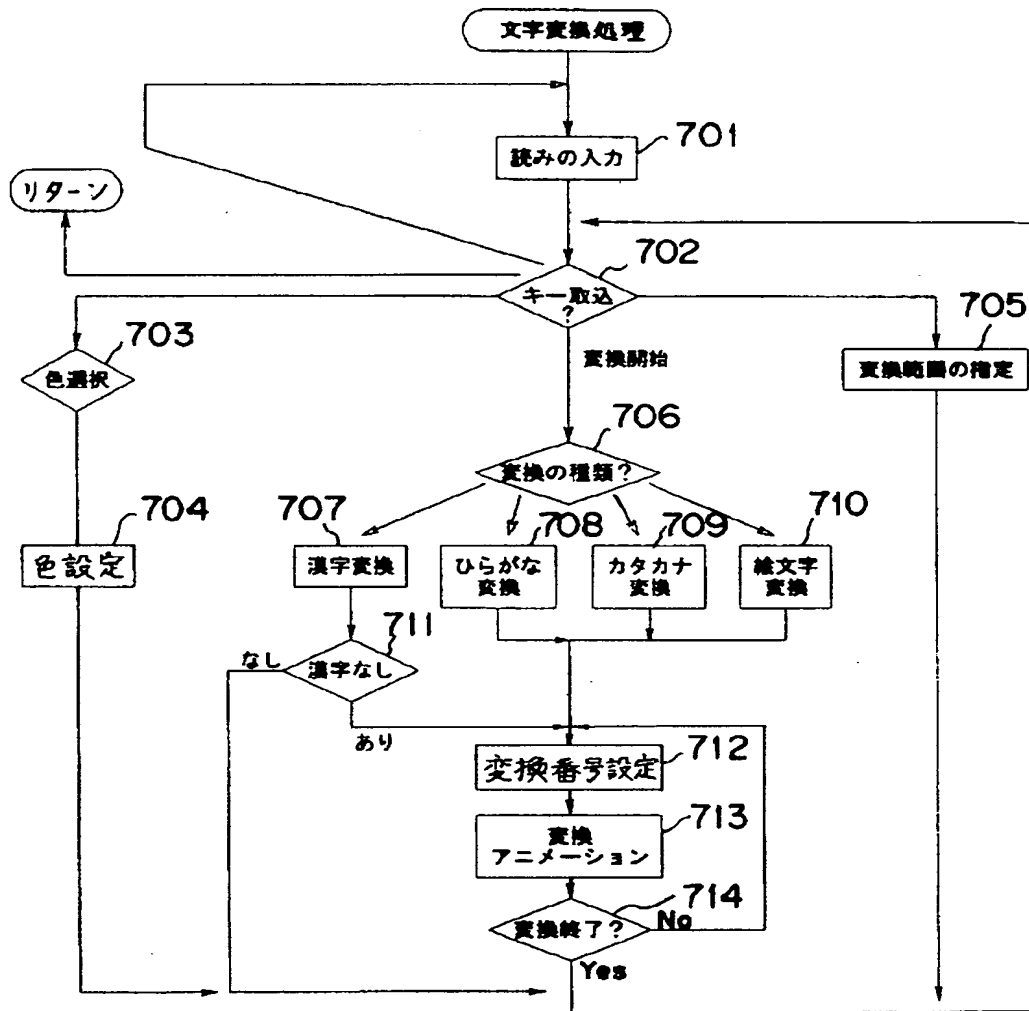 文字変換処理
701
読みの入力
リターン
702
キー取込
?
703
色選択
変換開始
705
変換範囲の指定
706
変換の種類?
704
色設定
707
漢字変換
708
ひらがな
変換
709
カタカナ
変換
710
絵文字
変換
711
漢字なし
なし
あり
712
変換番号設定
713
変換
アニメーション
714
変換終了?
No
Yes